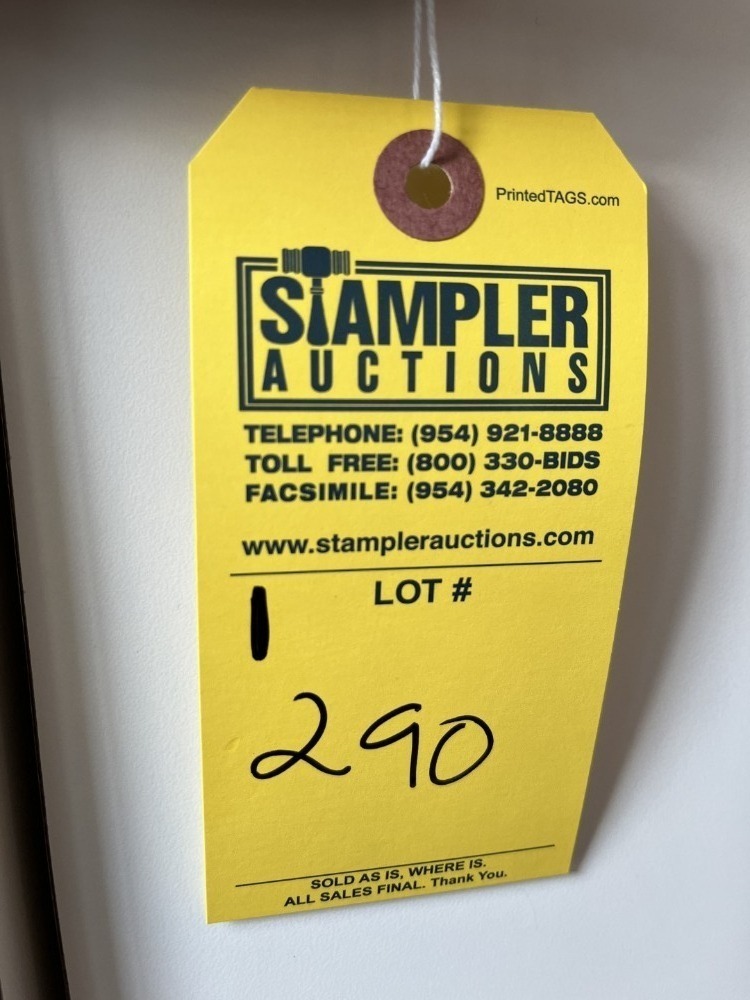 PrintedTAGS.com
STAMPLER
AUCTIONS
TELEPHONE: (954) 921-8888
TOLL FREE: (800) 330-BIDS
FACSIMILE: (954) 342-2080
www.stamplerauctions.com
LOT #
1
290
SOLD AS IS, WHERE IS.
ALL SALES FINAL. Thank You.